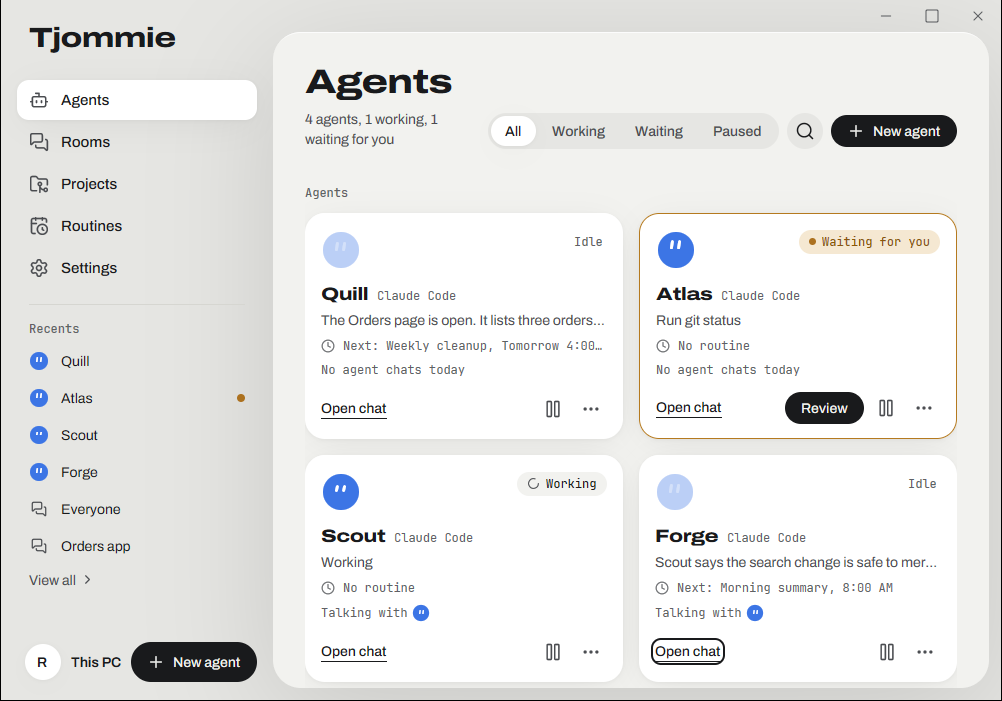 Tjommie
Agents
Rooms
Projects
Routines
Settings
Recents
Quill
Atlas
Scout
Forge
Everyone
Orders app
View all
R This PC + New agent
Agents
4 agents, 1 working, 1
waiting for you
All Working Waiting Paused + New agent
Agents
Idle
Quill Claude Code
The Orders page is open. It lists three orders...
Next: Weekly cleanup, Tomorrow 4:00…
No agent chats today
Open chat
Waiting for you
Atlas Claude Code
Run git status
No routine
No agent chats today
Open chat Review
Working
Scout Claude Code
Working
No routine
Talking with
Open chat
Idle
Forge Claude Code
Scout says the search change is safe to mer...
Next: Morning summary, 8:00 AM
Talking with
Open chat